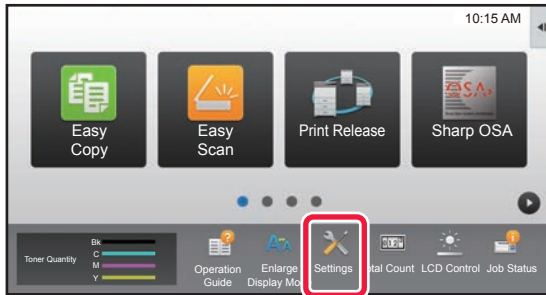 10:15 AM
Easy
Copy
Easy
Scan
Print Release
Sharp OSA
OSA
Toner Quantity
Bk
C
M
Y
Operation
Guide
Enlarge
Display Mo
Settings
tal Count
LCD Control
Job Status